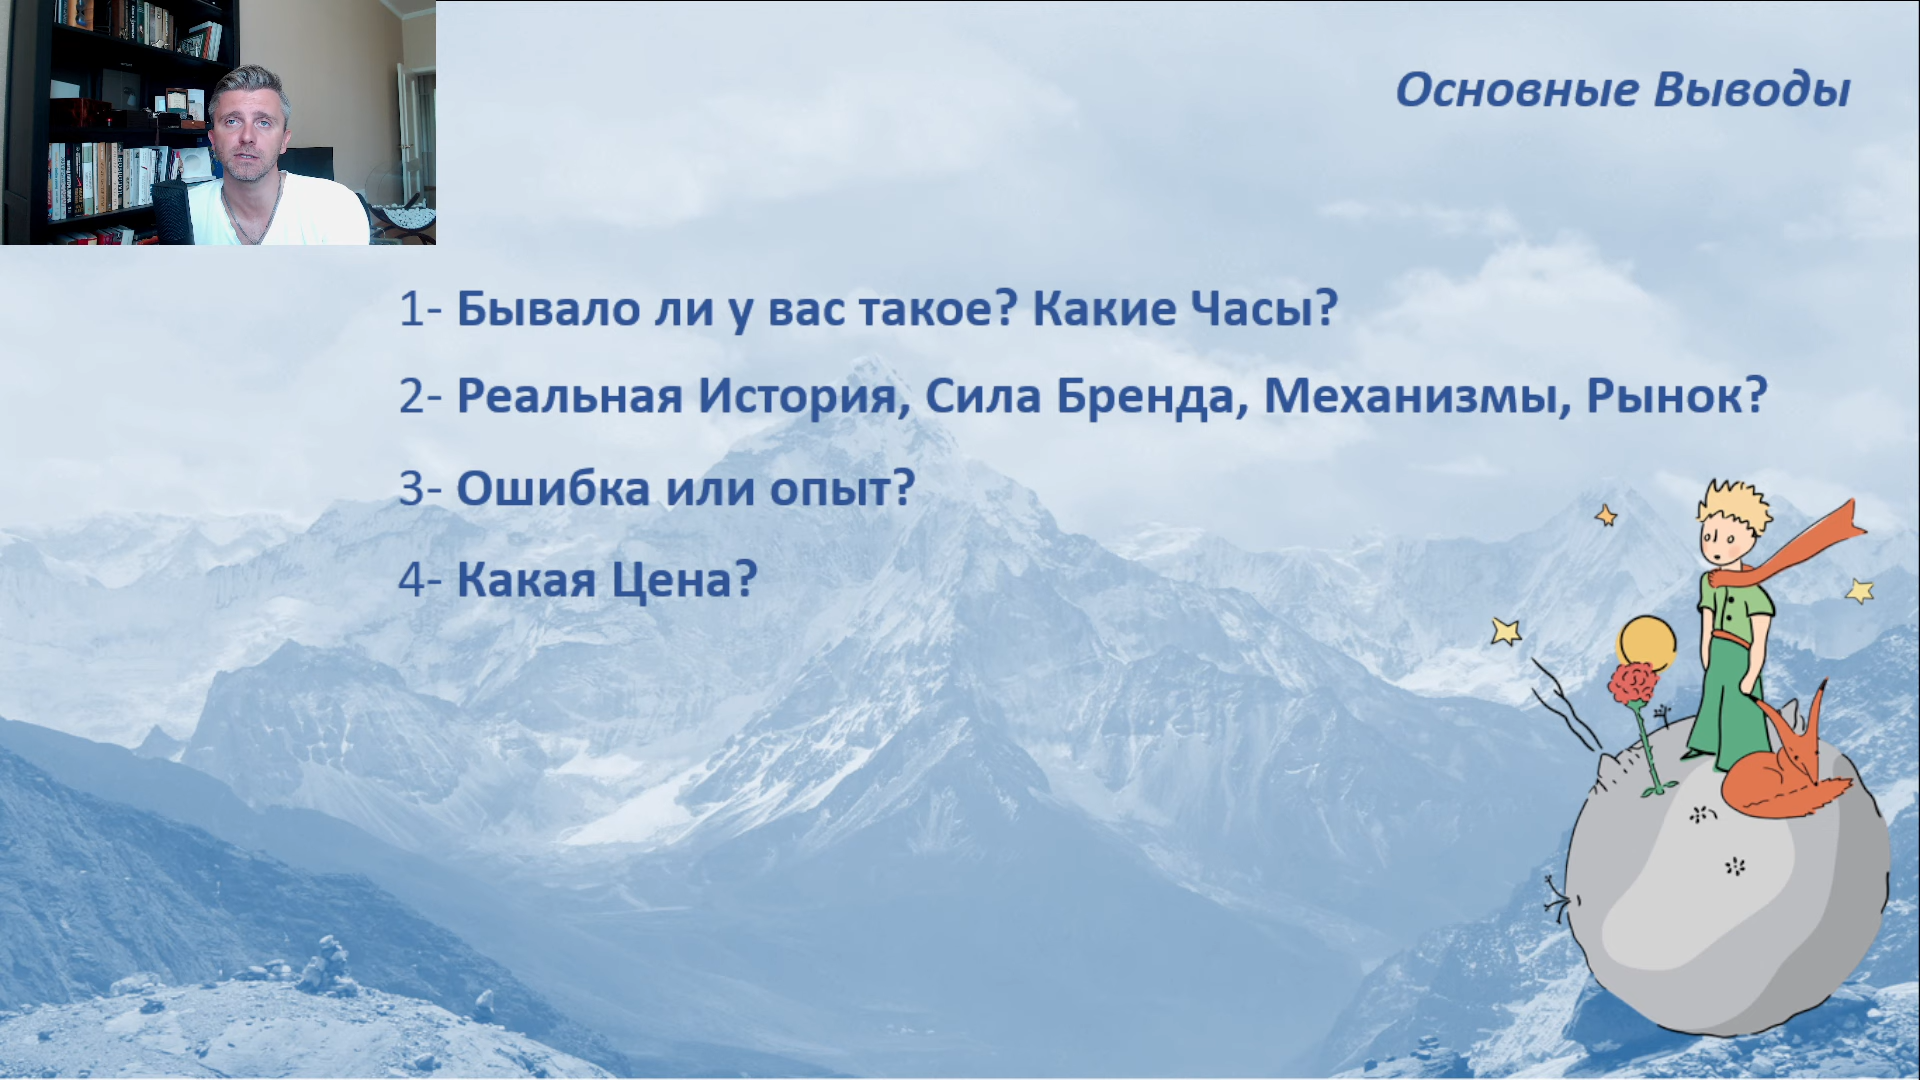 Основные Выводы
1- Бывало ли у вас такое? Какие Часы?
2- Реальная История, Сила Бренда, Механизмы, Рынок?
3- Ошибка или опыт?
4- Какая Цена?